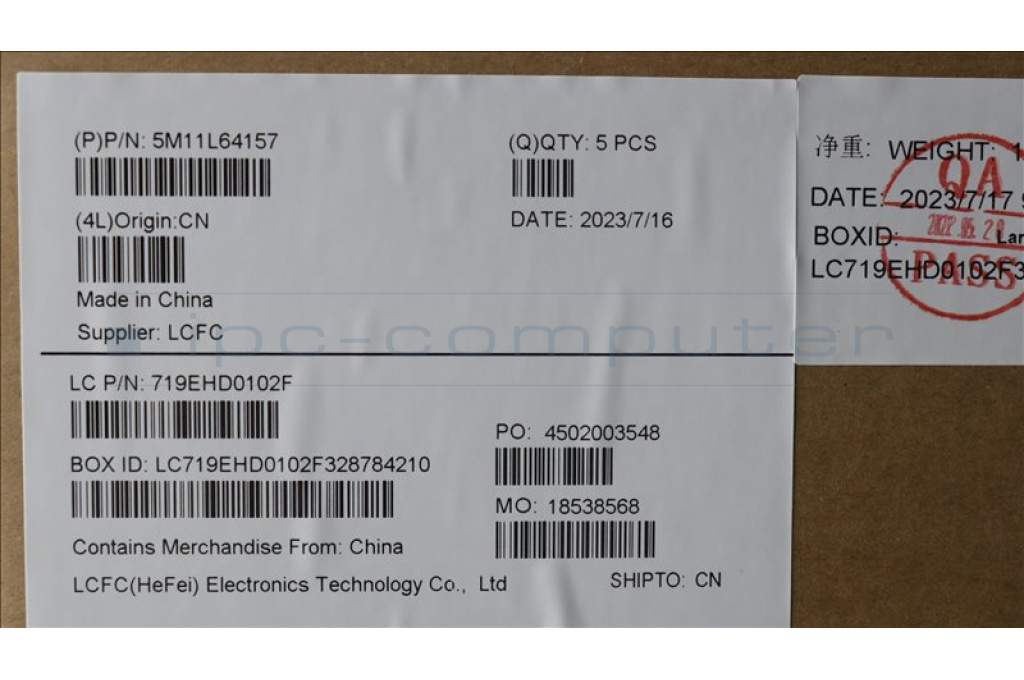 (P)P/N: 5M11L64157
(Q)QTY: 5 PCS
(4L)Origin:CN
DATE: 2023/7/16
Made in China
Supplier: LCFC
LC P/N: 719EHD0102F
PO: 4502003548
BOX ID: LC719EHD0102F328784210
MO: 18538568
Contains Merchandise From: China
LCFC(HeFei) Electronics Technology Co., Ltd
SHIPTO: CN
净重: WEIGHT: 1
DATE: 2023/7/17
BOXID: Lar
LC719EHD0102F3
QA
PASS
ipc-computer